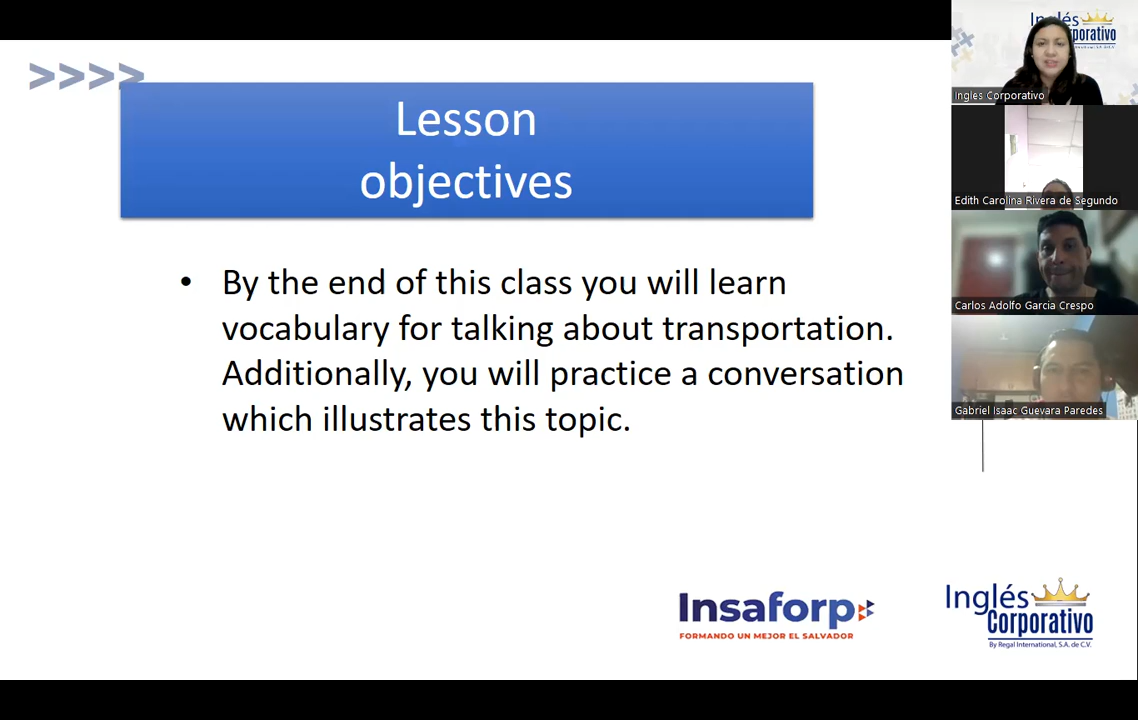 >>>>
Lesson
objectives
• By the end of this class you will learn
vocabulary for talking about transportation.
Additionally, you will practice a conversation
which illustrates this topic.
Insaforp
FORMANDO UN MEJOR EL SALVADOR
Inglés
Corporativo
By Regal International, S.A. de C.V.
Inglés
Corporativo
Ingles Corporativo
Edith Carolina Rivera de Segundo
Carlos Adolfo Garcia Crespo
Gabriel Isaac Guevara Paredes